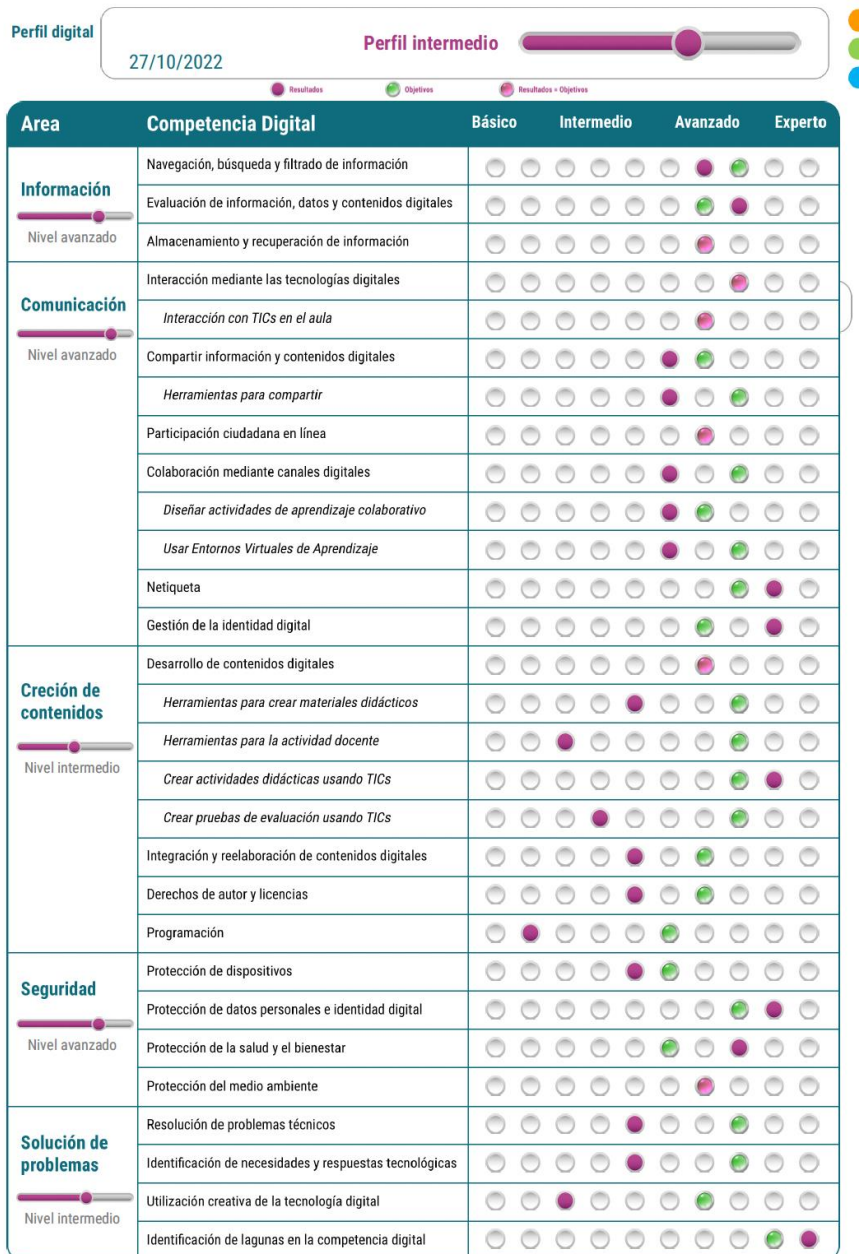 Perfil digital
27/10/2022
Perfil intermedio
Resultados
Objetivos
Resultados + Objetivos
Area Competencia Digital Básico Intermedio Avanzado Experto
Información
Nivel avanzado
Navegación, búsqueda y filtrado de información
Evaluación de información, datos y contenidos digitales
Almacenamiento y recuperación de información
Comunicación
Nivel avanzado
Interacción mediante las tecnologías digitales
Interacción con TICs en el aula
Compartir información y contenidos digitales
Herramientas para compartir
Participación ciudadana en línea
Colaboración mediante canales digitales
Diseñar actividades de aprendizaje colaborativo
Usar Entornos Virtuales de Aprendizaje
Netiqueta
Gestión de la identidad digital
Creción de
contenidos
Nivel intermedio
Desarrollo de contenidos digitales
Herramientas para crear materiales didácticos
Herramientas para la actividad docente
Crear actividades didácticas usando TICs
Crear pruebas de evaluación usando TICs
Integración y reelaboración de contenidos digitales
Derechos de autor y licencias
Programación
Seguridad
Nivel avanzado
Protección de dispositivos
Protección de datos personales e identidad digital
Protección de la salud y el bienestar
Protección del medio ambiente
Solución de
problemas
Nivel intermedio
Resolución de problemas técnicos
Identificación de necesidades y respuestas tecnológicas
Utilización creativa de la tecnología digital
Identificación de lagunas en la competencia digital